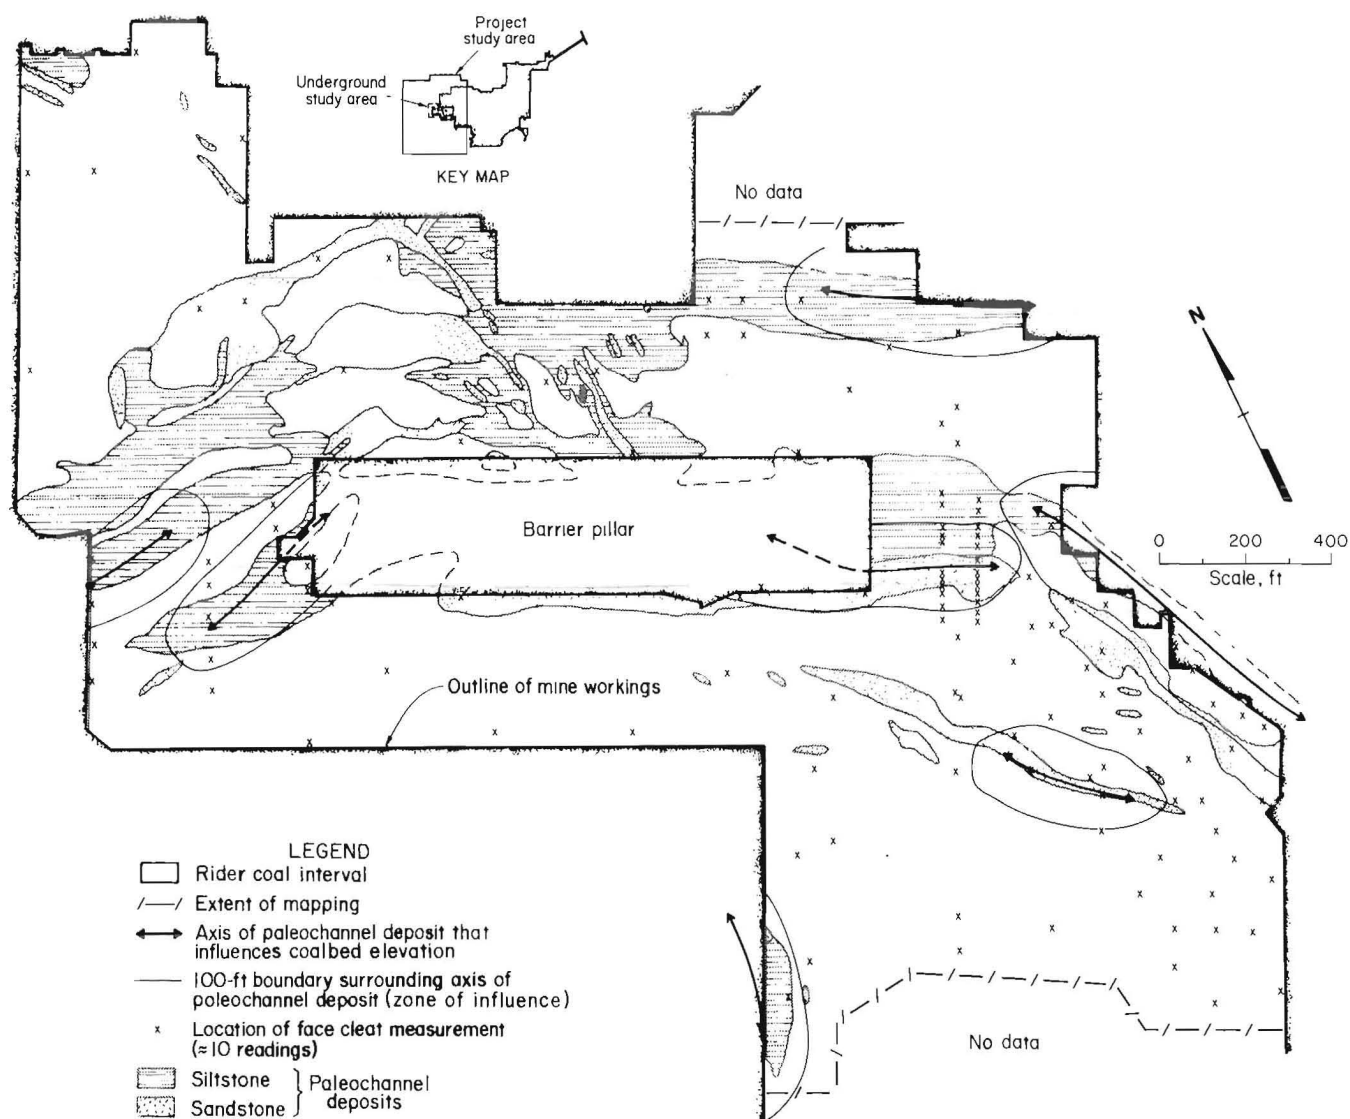 Project
study area
Underground
study area
KEY MAP
No data
N
Barrier pillar
0 200 400
Scale, ft
Outline of mine workings
LEGEND
Rider coal interval
Extent of mapping
Axis of paleochannel deposit that
influences coalbed elevation
100-ft boundary surrounding axis of
paleochannel deposit (zone of influence)
x Location of face cleat measurement
(≈10 readings)
Siltstone
Sandstone
Paleochannel
deposits
No data